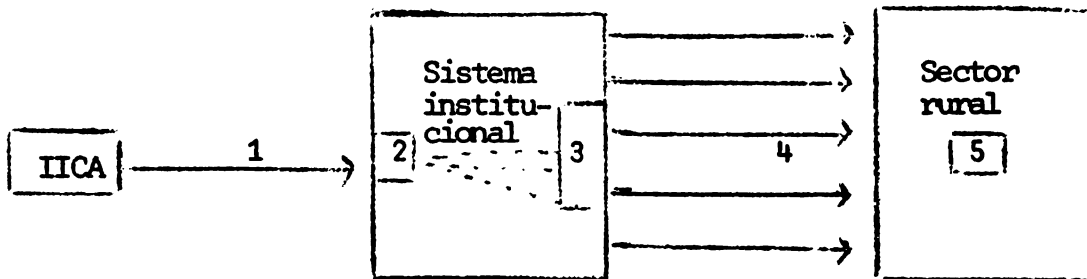 Sistema
institu-
cional
Sector
rural
IICA
1
2
3
4
5